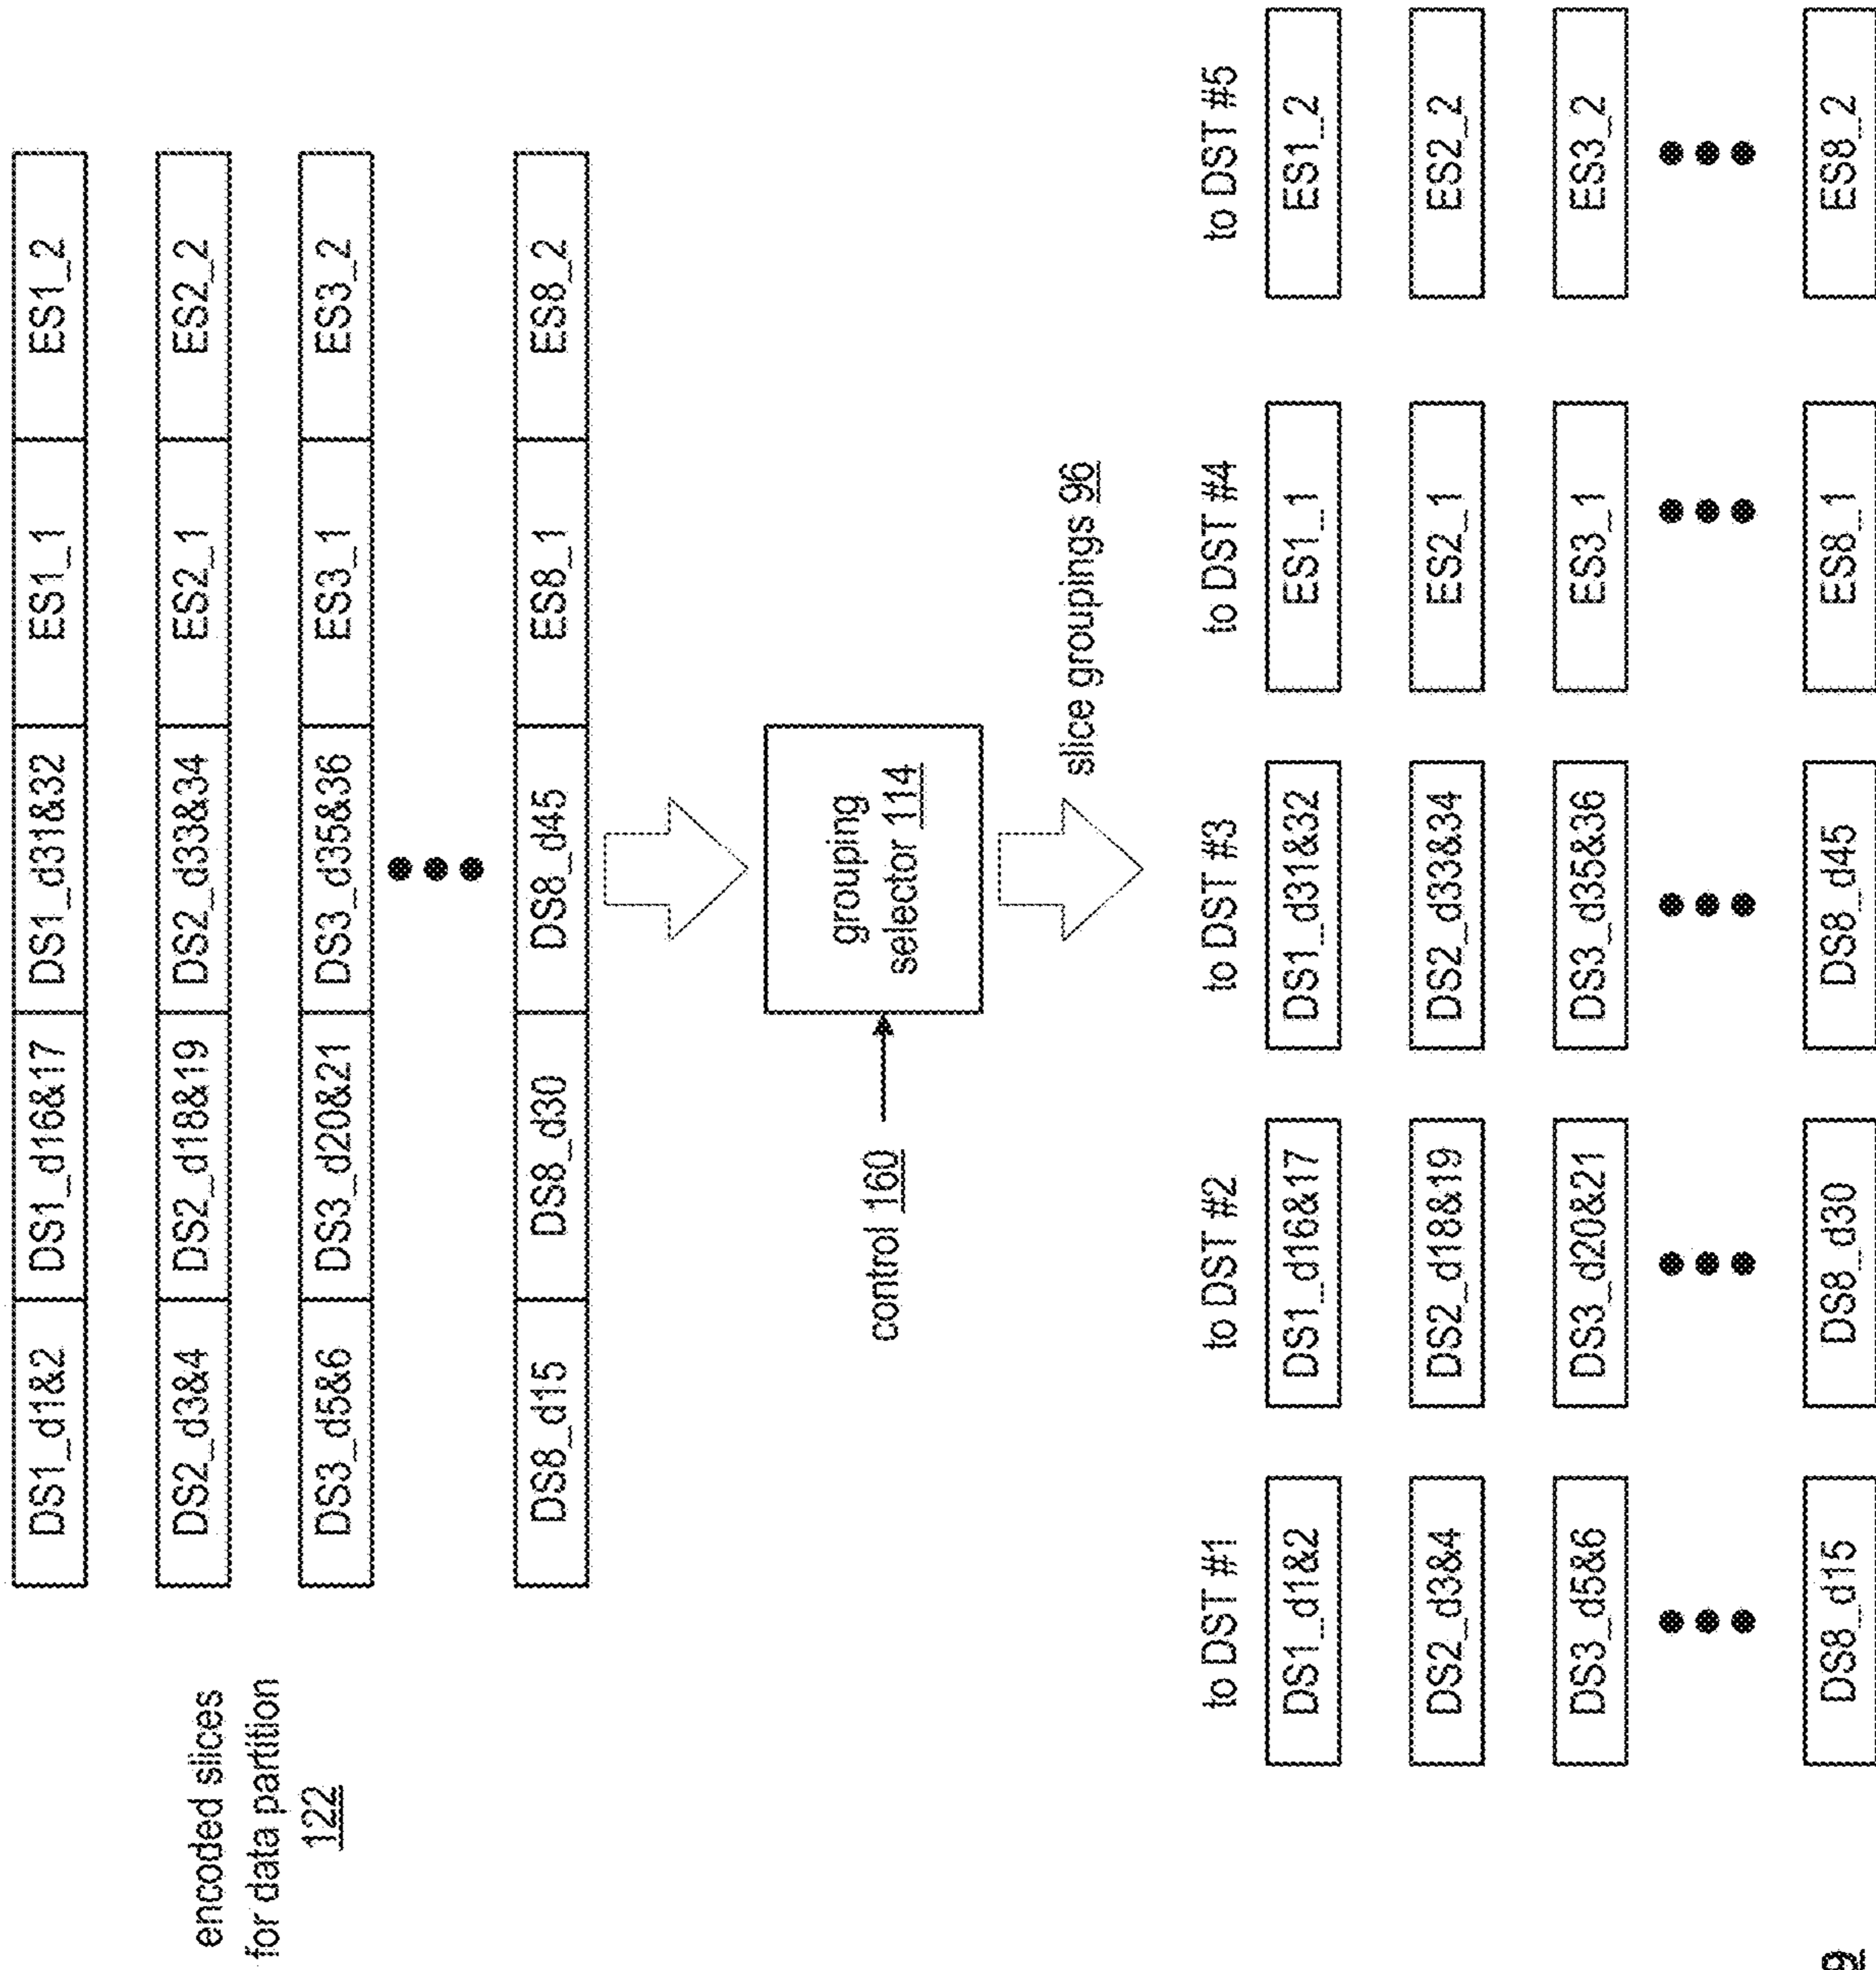 encoded slices
for data partition
122
DS1_d1&2 DS1_d16&17 DS1_d31&32 ES1_1 ES1_2
DS2_d3&4 DS2_d18&19 DS2_d33&34 ES2_1 ES2_2
DS3_d5&6 DS3_d20&21 DS3_d35&36 ES3_1 ES3_2
DS8_d15 DS8_d30 DS8_d45 ES8_1 ES8_2
control 160
grouping
selector 114
slice groupings 96
to DST #1 to DST #2 to DST #3 to DST #4 to DST #5
DS1_d1&2 DS1_d16&17 DS1_d31&32 ES1_1 ES1_2
DS2_d3&4 DS2_d18&19 DS2_d33&34 ES2_1 ES2_2
DS3_d5&6 DS3_d20&21 DS3_d35&36 ES3_1 ES3_2
DS8_d15 DS8_d30 DS8_d45 ES8_1 ES8_2